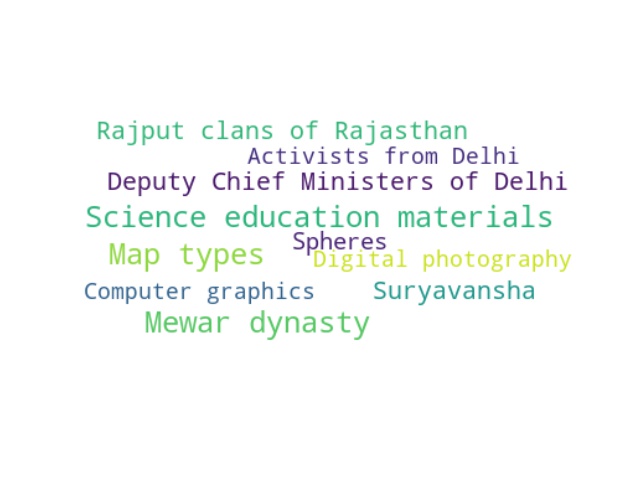 Rajput clans of Rajasthan
Activists from Delhi
Deputy Chief Ministers of Delhi
Science education materials
Spheres
Map types
Digital photography
Computer graphics
Suryavansha
Mewar dynasty